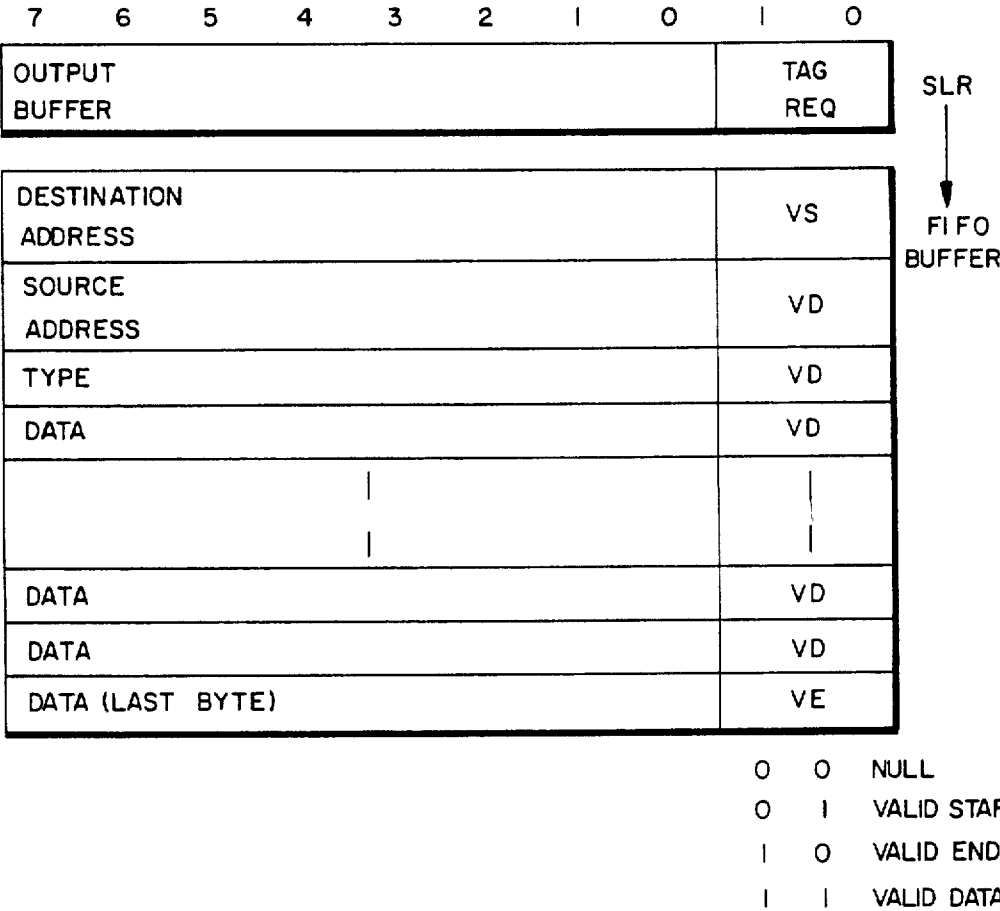 7 6 5 4 3 2 1 0 1 0
OUTPUT
BUFFER
TAG
REQ
SLR
DESTINATION
ADDRESS
VS
FIFO
BUFFER
SOURCE
ADDRESS
VD
TYPE
VD
DATA
VD
DATA
VD
DATA
VD
DATA (LAST BYTE)
VE
0 0 NULL
0 1 VALID STAR
1 0 VALID END
1 1 VALID DATA